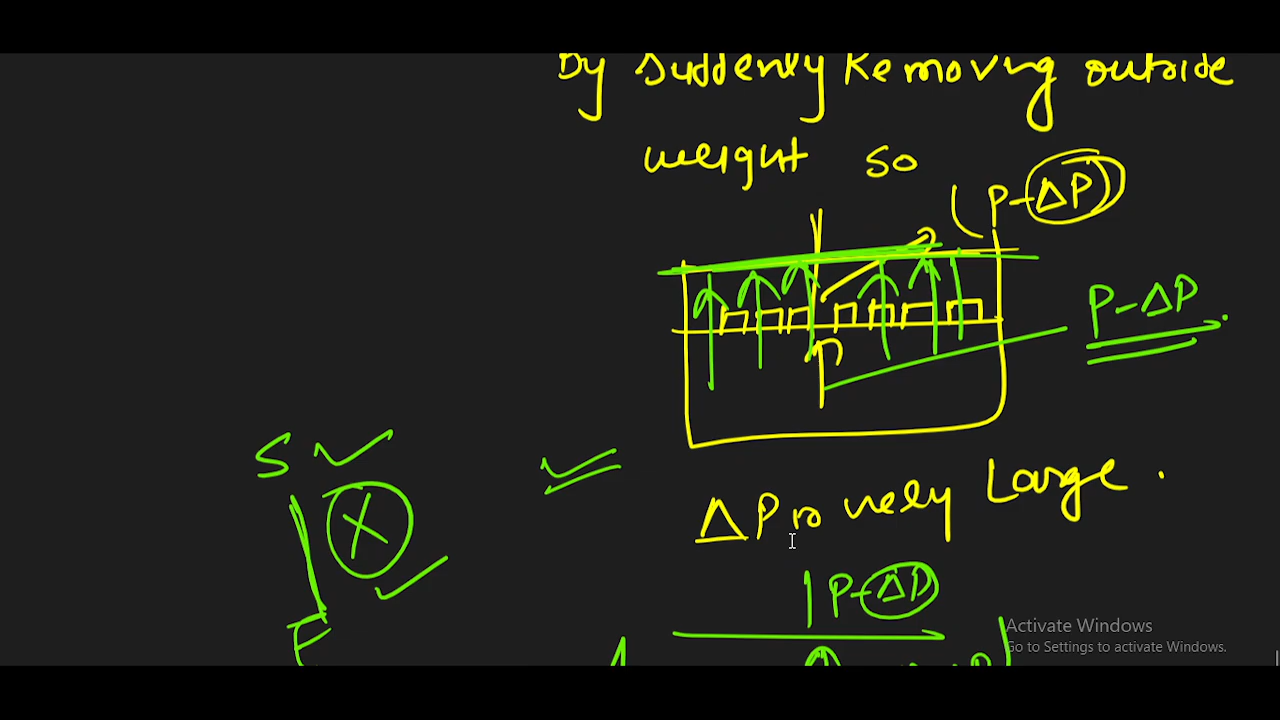 By Suddenly Removing outside
weight so
(P-ΔP)
P
P-ΔP.
S
ΔP is very Large.
P-ΔP
F
Activate Windows
Go to Settings to activate Windows.